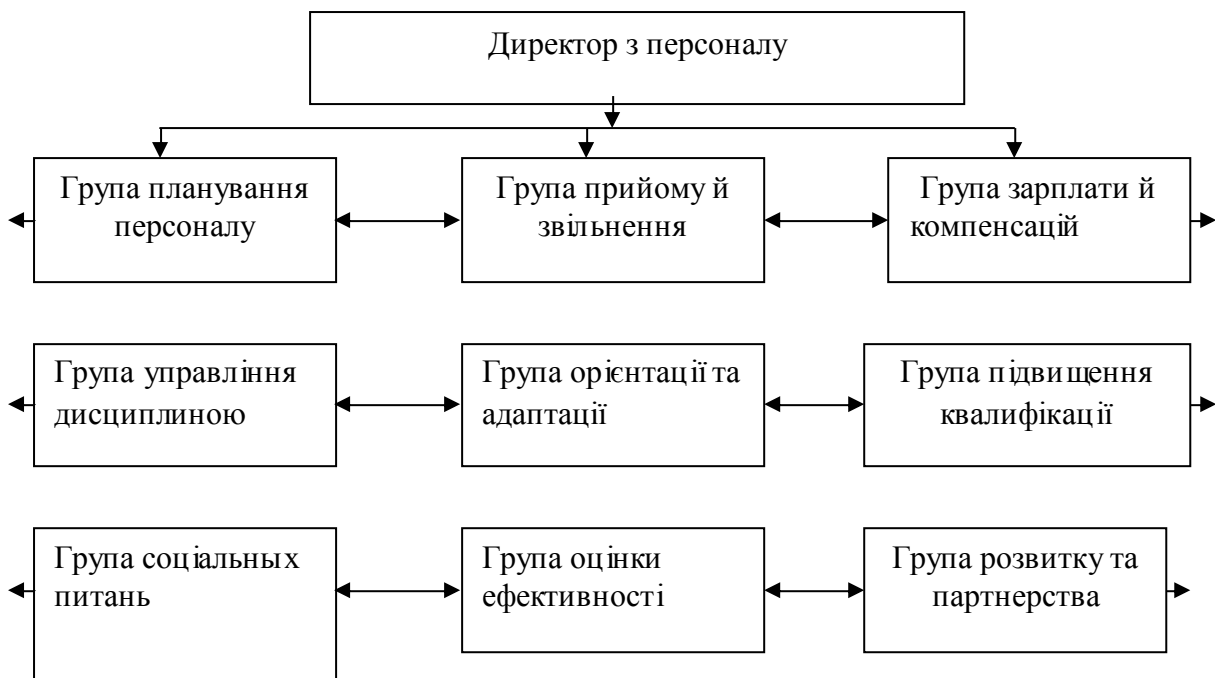 Директор з персоналу
Група планування
персоналу
Група прийому й
звільнення
Група зарплати й
компенсацій
Група управління
дисциплиною
Група орієнтації та
адаптації
Група підвищення
квалифікації
Група соціальных
питань
Група оцінки
ефективності
Група розвитку та
партнерства